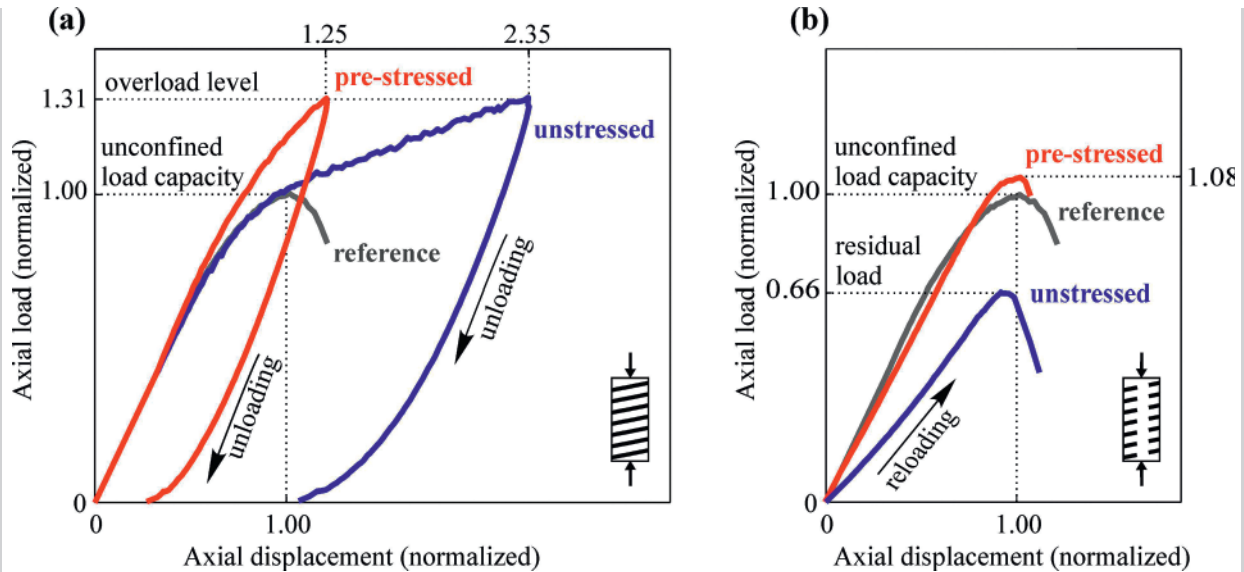 (a)
1.25
2.35
overload level
pre-stressed
1.31
unstressed
unconfined
load capacity
1.00
reference
unloading
unloading
Axial load (normalized)
0
0
1.00
Axial displacement (normalized)
(b)
pre-stressed
unconfined
load capacity
1.08
1.00
reference
residual
load
0.66
unstressed
reloading
Axial load (normalized)
0
0
1.00
Axial displacement (normalized)